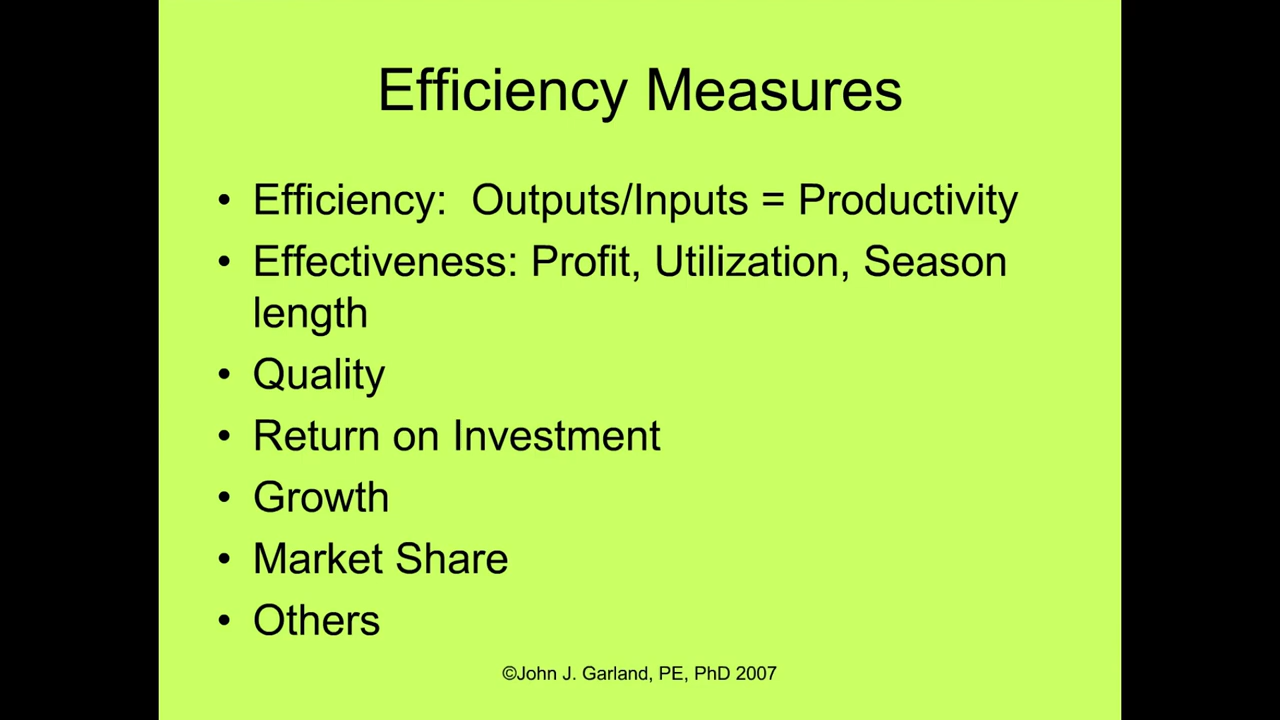 Efficiency Measures
• Efficiency: Outputs/Inputs = Productivity
• Effectiveness: Profit, Utilization, Season
length
• Quality
• Return on Investment
• Growth
• Market Share
• Others
©John J. Garland, PE, PhD 2007